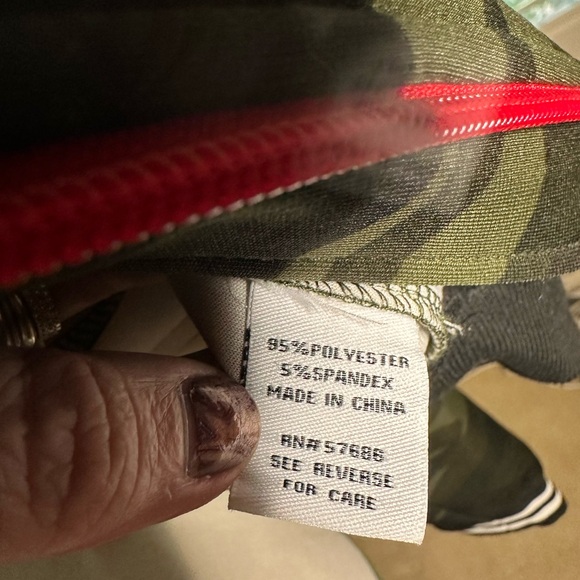 95%POLYESTER
5%SPANDEX
MADE IN CHINA
RN#57686
SEE REVERSE
FOR CARE